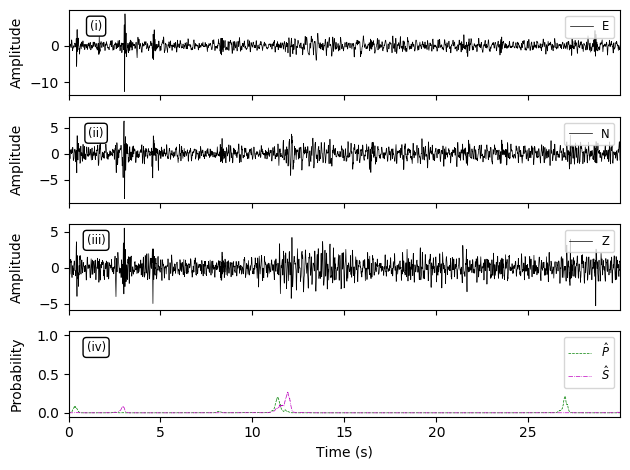 (i)
E
Amplitude
0
−10
(ii)
N
Amplitude
5
0
−5
(iii)
Z
Amplitude
5
0
−5
(iv)
P̂
Ŝ
Probability
1.0
0.5
0.0
0 5 10 15 20 25
Time (s)